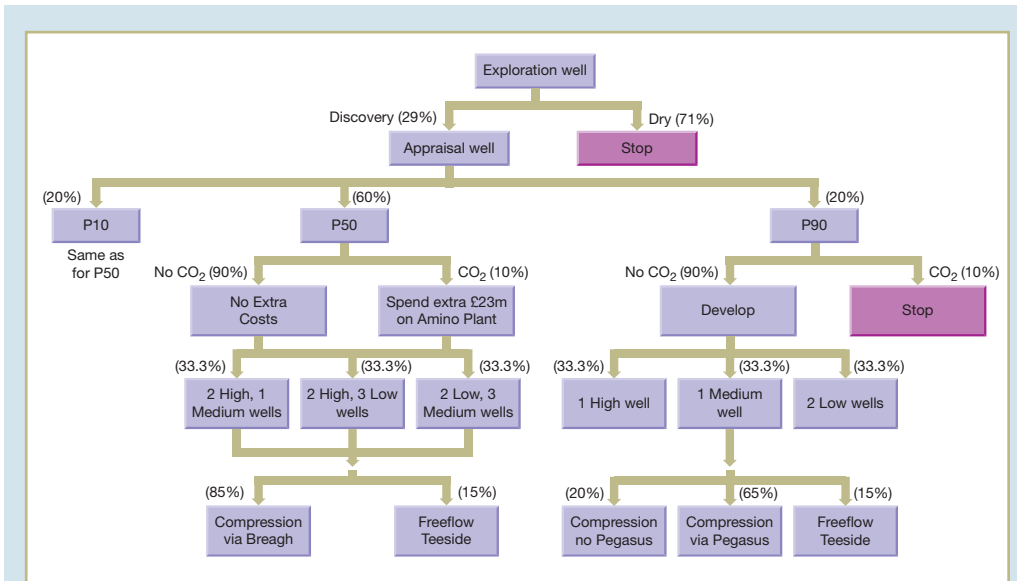 Exploration well
Discovery (29%)
Dry (71%)
Appraisal well
Stop
(20%)
(60%)
(20%)
P10
P50
P90
Same as
for P50
No CO₂ (90%)
CO₂ (10%)
No CO₂ (90%)
CO₂ (10%)
No Extra
Costs
Spend extra £23m
on Amino Plant
Develop
Stop
(33.3%)
(33.3%)
(33.3%)
(33.3%)
(33.3%)
(33.3%)
2 High, 1
Medium wells
2 High, 3 Low
wells
2 Low, 3
Medium wells
1 High well
1 Medium
well
2 Low wells
(85%)
(15%)
(20%)
(65%)
(15%)
Compression
via Breagh
Freeflow
Teeside
Compression
no Pegasus
Compression
via Pegasus
Freeflow
Teeside